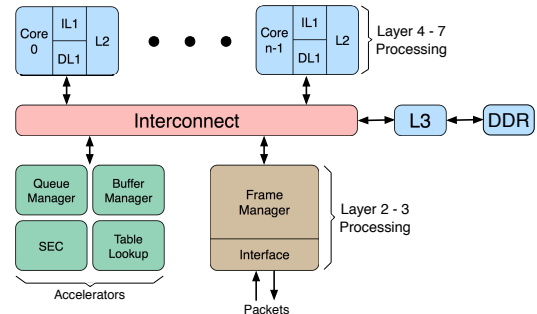 Core
0
IL1
DL1
L2
Core
n-1
IL1
DL1
L2
Layer 4 - 7
Processing
Interconnect
L3
DDR
Queue
Manager
Buffer
Manager
SEC
Table
Lookup
Accelerators
Frame
Manager
Interface
Layer 2 - 3
Processing
Packets